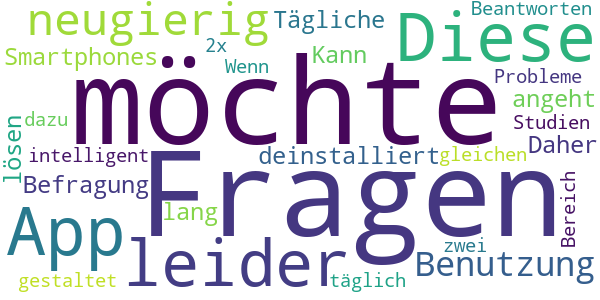 neugierig
Tägliche
Beantworten
Diese
Smartphones
2x
Kann
Wenn
Probleme
möchte
angeht
Studien
dazu
lösen
intelligent
deinstalliert
gleichen
Daher
Befragung
Fragen
lang
Bereich
App
leider
zwei
Benutzung
gestaltet
täglich